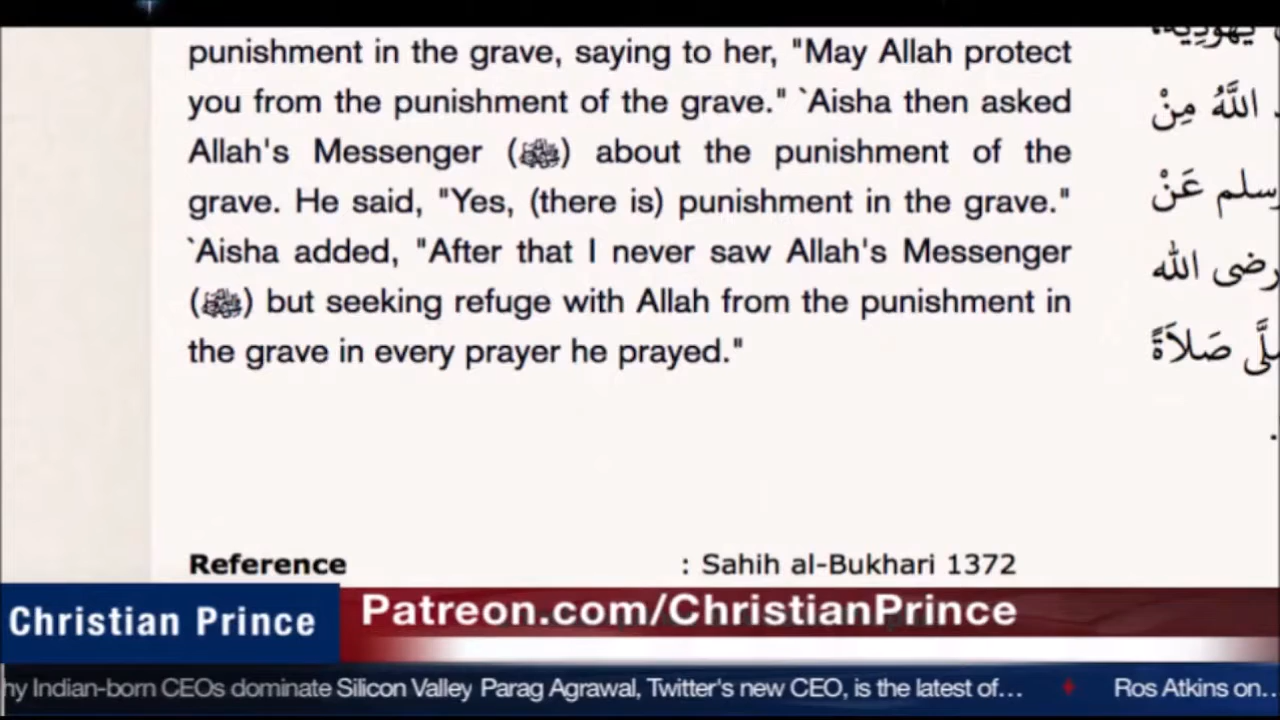 punishment in the grave, saying to her, "May Allah protect
you from the punishment of the grave." `Aisha then asked
Allah's Messenger (ﷺ) about the punishment of the
grave. He said, "Yes, (there is) punishment in the grave."
`Aisha added, "After that I never saw Allah's Messenger
(ﷺ) but seeking refuge with Allah from the punishment in
the grave in every prayer he prayed."
اللَّهُ مِنْ
وسلم عَنْ
رضى الله
صَلاَةً
Reference : Sahih al-Bukhari 1372
Christian Prince
Patreon.com/ChristianPrince
hy Indian-born CEOs dominate Silicon Valley Parag Agrawal, Twitter's new CEO, is the latest of... Ros Atkins on..